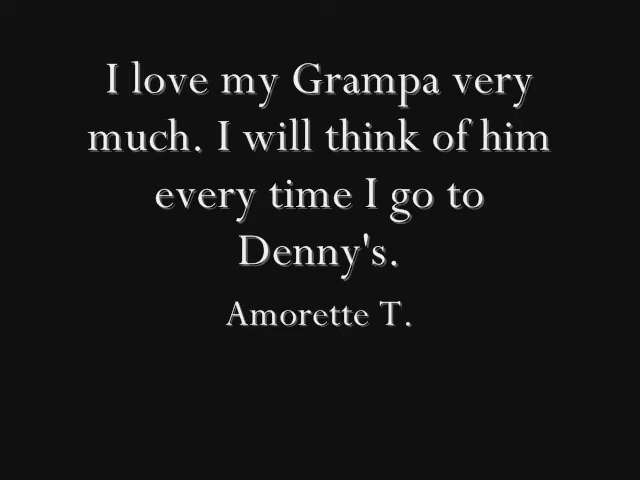 I love my Grampa very
much. I will think of him
every time I go to
Denny's.
Amorette T.